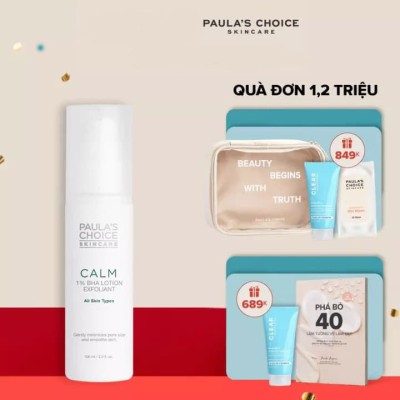 PAULA'S CHOICE
SKINCARE
QUÀ ĐƠN 1,2 TRIỆU
849K
BEAUTY
BEGINS
WITH
TRUTH
CLEAR
PAULA'S
CHOICE
PAULA'S
CHOICE
SKINCARE
CALM
1% BHA LOTION
EXFOLIANT
All Skin Types
689K
CLEAR
PHÁ BỎ
40